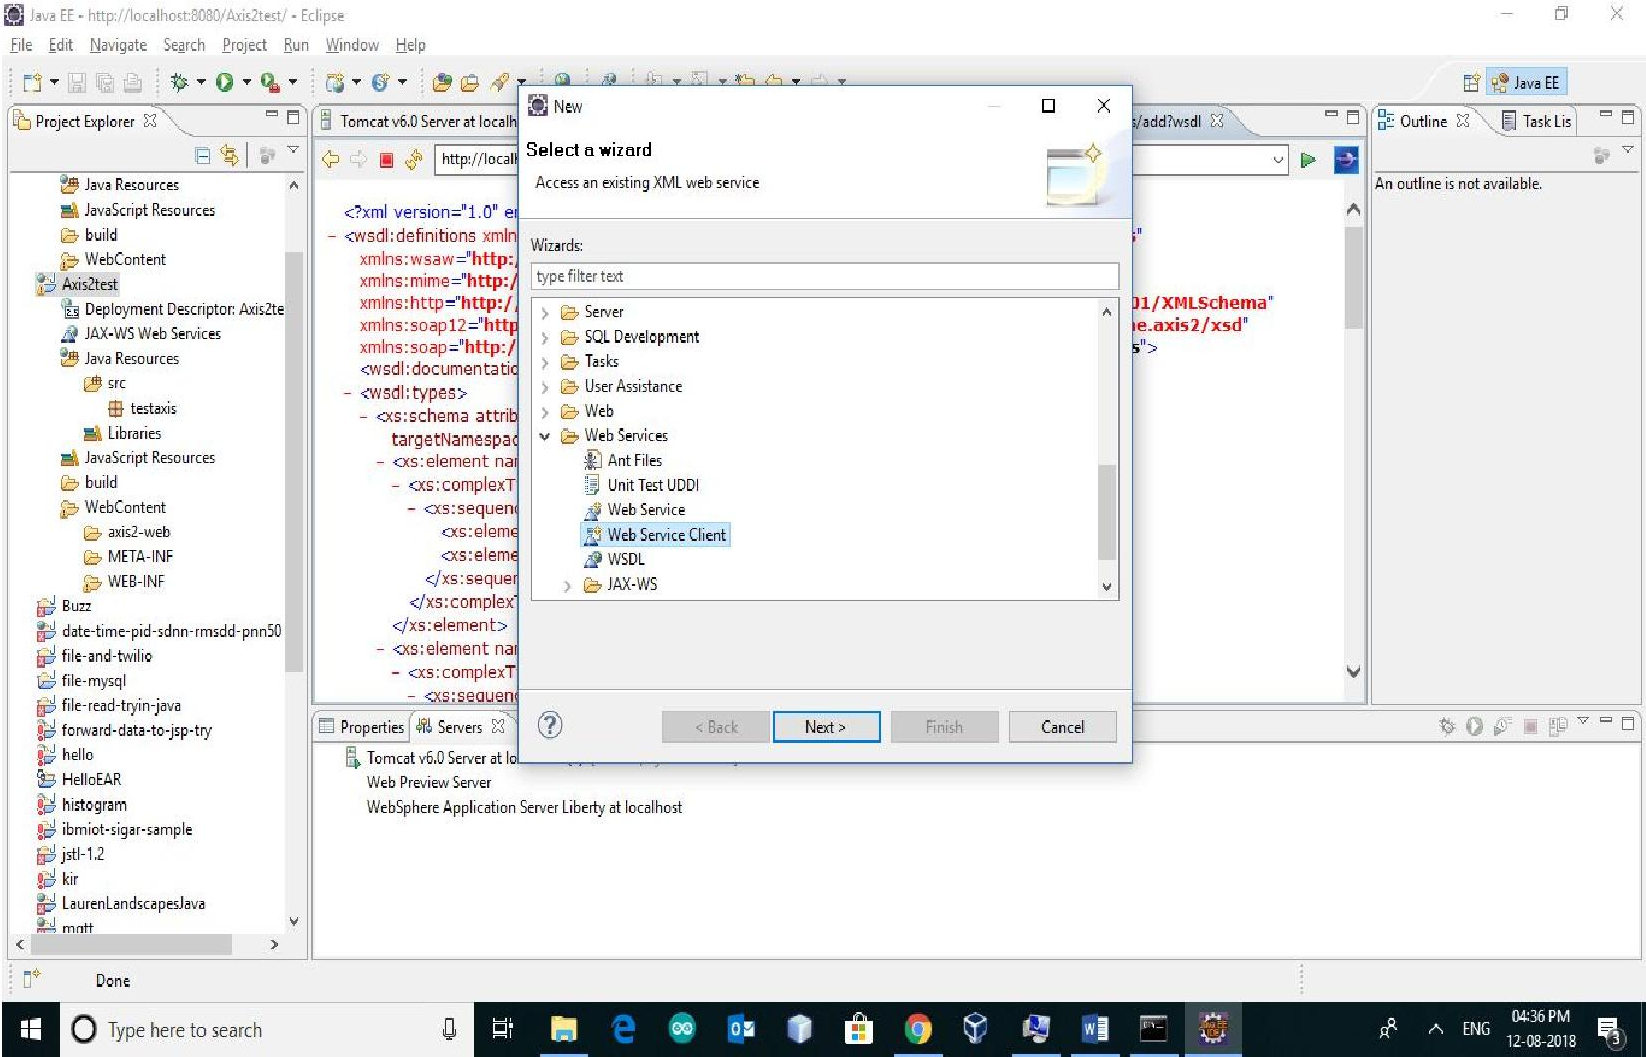 Java EE - http://localhost:8080/Axis2test/ - Eclipse
File Edit Navigate Search Project Run Window Help
Java EE
Project Explorer
Java Resources
JavaScript Resources
build
WebContent
Axis2test
Deployment Descriptor: Axis2te
JAX-WS Web Services
Java Resources
src
testaxis
Libraries
JavaScript Resources
build
WebContent
axis2-web
META-INF
WEB-INF
Buzz
date-time-pid-sdnn-rmsdd-pnn50
file-and-twilio
file-mysql
file-read-tryin-java
forward-data-to-jsp-try
hello
HelloEAR
histogram
ibmiot-sigar-sample
jstl-1.2
kir
LaurenLandscapesJava
mqtt
Tomcat v6.0 Server at localh
/add?wsdl
http://localh
<?xml version="1.0" en
- <wsdl:definitions xmln
xmlns:wsaw="http:/
xmlns:mime="http:/
xmlns:http="http:/ 01/XMLSchema"
xmlns:soap12="http e.axis2/xsd"
xmlns:soap="http:/ s">
<wsdl:documentatio
- <wsdl:types>
- <xs:schema attrib
targetNamespac
- <xs:element nar
- <xs:complexT
- <xs:sequenc
<xs:eleme
<xs:eleme
</xs:sequer
</xs:complexT
</xs:element>
- <xs:element nar
- <xs:complexT
- <xs:sequenc
New
Select a wizard
Access an existing XML web service
Wizards:
type filter text
Server
SQL Development
Tasks
User Assistance
Web
Web Services
Ant Files
Unit Test UDDI
Web Service
Web Service Client
WSDL
JAX-WS
?
< Back Next > Finish Cancel
Outline Task Lis
An outline is not available.
Properties Servers
Tomcat v6.0 Server at lo
Web Preview Server
WebSphere Application Server Liberty at localhost
Done
Type here to search
ENG
04:36 PM
12-08-2018
3